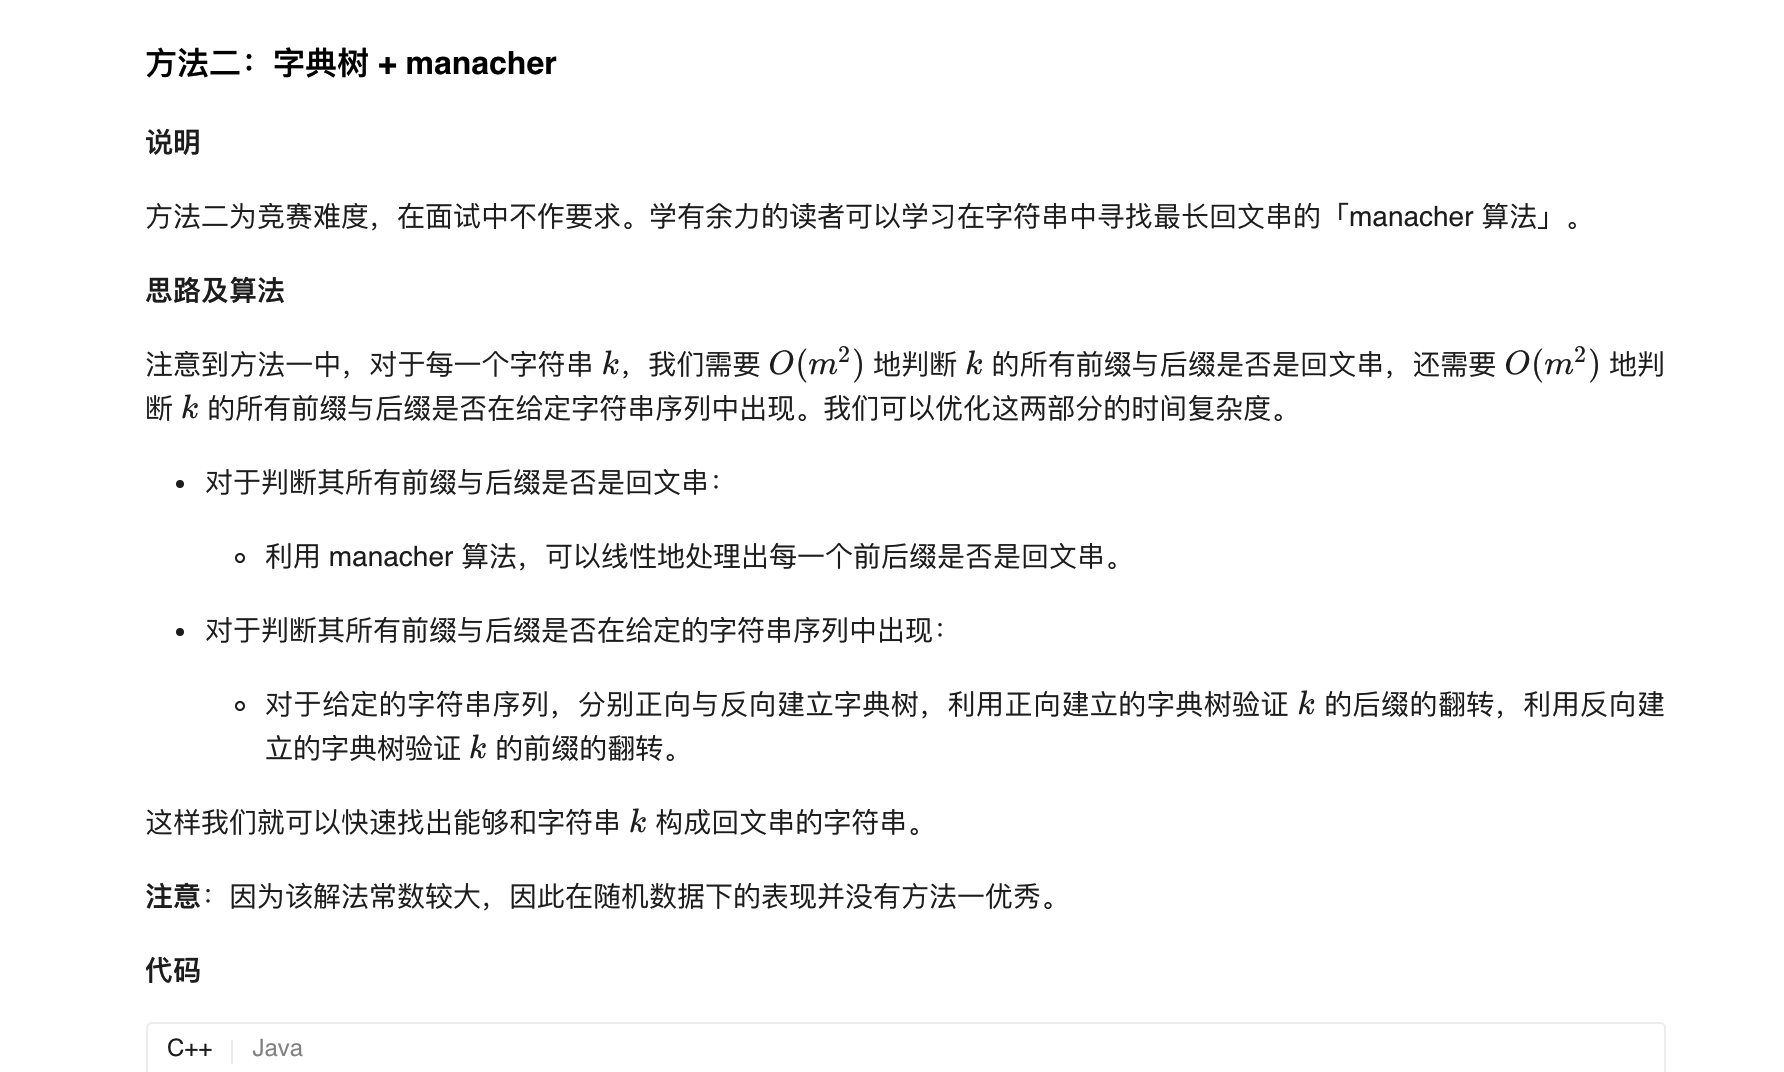 方法二：字典树 + manacher
说明
方法二为竞赛难度，在面试中不作要求。学有余力的读者可以学习在字符串中寻找最长回文串的「manacher 算法」。
思路及算法
注意到方法一中，对于每一个字符串 k，我们需要 O(m²) 地判断 k 的所有前缀与后缀是否是回文串，还需要 O(m²) 地判
断 k 的所有前缀与后缀是否在给定字符串序列中出现。我们可以优化这两部分的时间复杂度。
• 对于判断其所有前缀与后缀是否是回文串：
◦ 利用 manacher 算法，可以线性地处理出每一个前后缀是否是回文串。
• 对于判断其所有前缀与后缀是否在给定的字符串序列中出现：
◦ 对于给定的字符串序列，分别正向与反向建立字典树，利用正向建立的字典树验证 k 的后缀的翻转，利用反向建
立的字典树验证 k 的前缀的翻转。
这样我们就可以快速找出能够和字符串 k 构成回文串的字符串。
注意：因为该解法常数较大，因此在随机数据下的表现并没有方法一优秀。
代码
C++ | Java